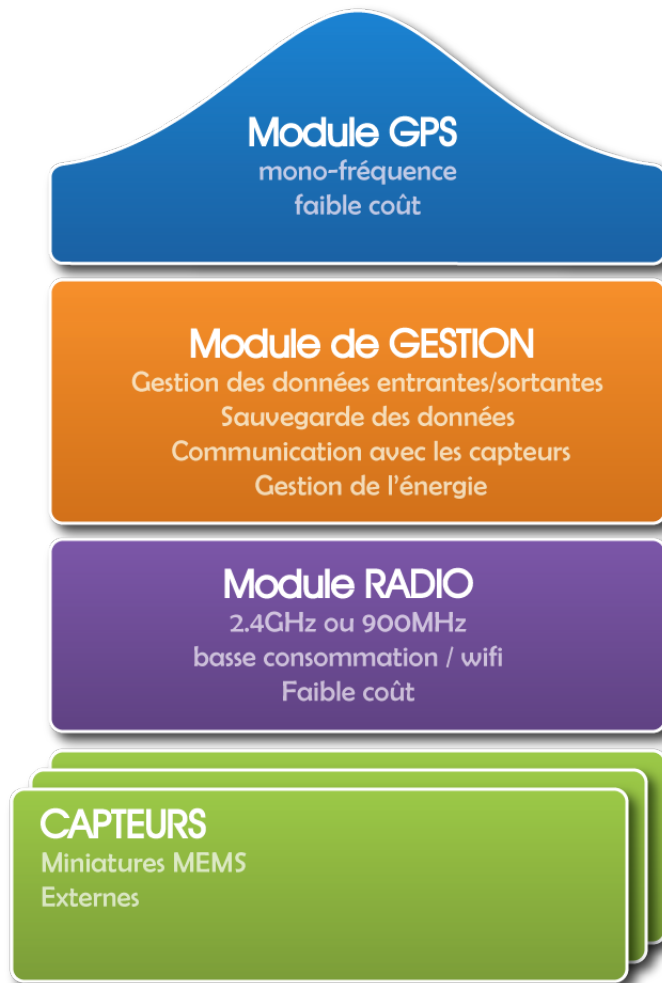 Module GPS
mono-fréquence
faible coût
Module de GESTION
Gestion des données entrantes/sortantes
Sauvegarde des données
Communication avec les capteurs
Gestion de l'énergie
Module RADIO
2.4GHz ou 900MHz
basse consommation / wifi
Faible coût
CAPTEURS
Miniatures MEMS
Externes